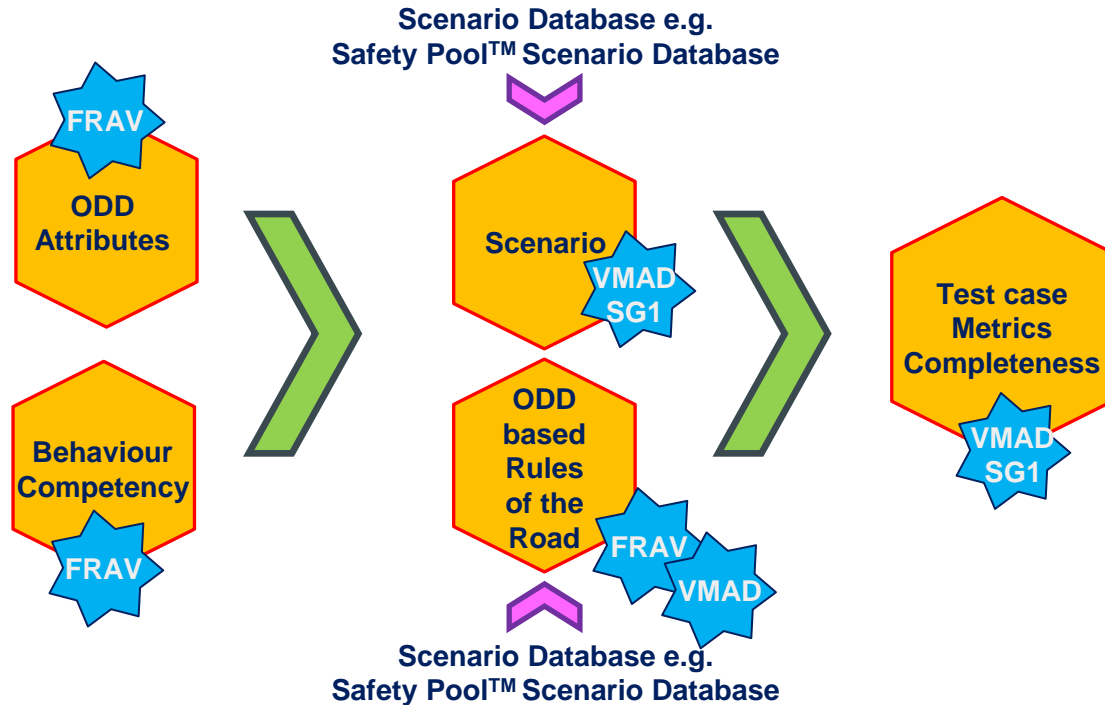 Scenario Database e.g.
Safety Pool™ Scenario Database
FRAV
ODD
Attributes
Behaviour
Competency
FRAV
Scenario
VMAD
SG1
ODD
based
Rules
of the
Road
FRAV
VMAD
Scenario Database e.g.
Safety Pool™ Scenario Database
Test case
Metrics
Completeness
VMAD
SG1